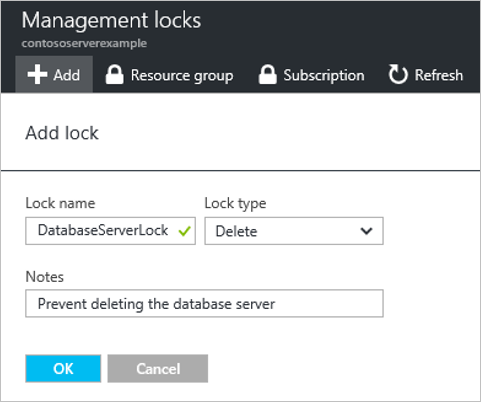 Management locks
contososerverexample
Add Resource group Subscription Refresh
Add lock
Lock name Lock type
DatabaseServerLock Delete
Notes
Prevent deleting the database server
OK Cancel